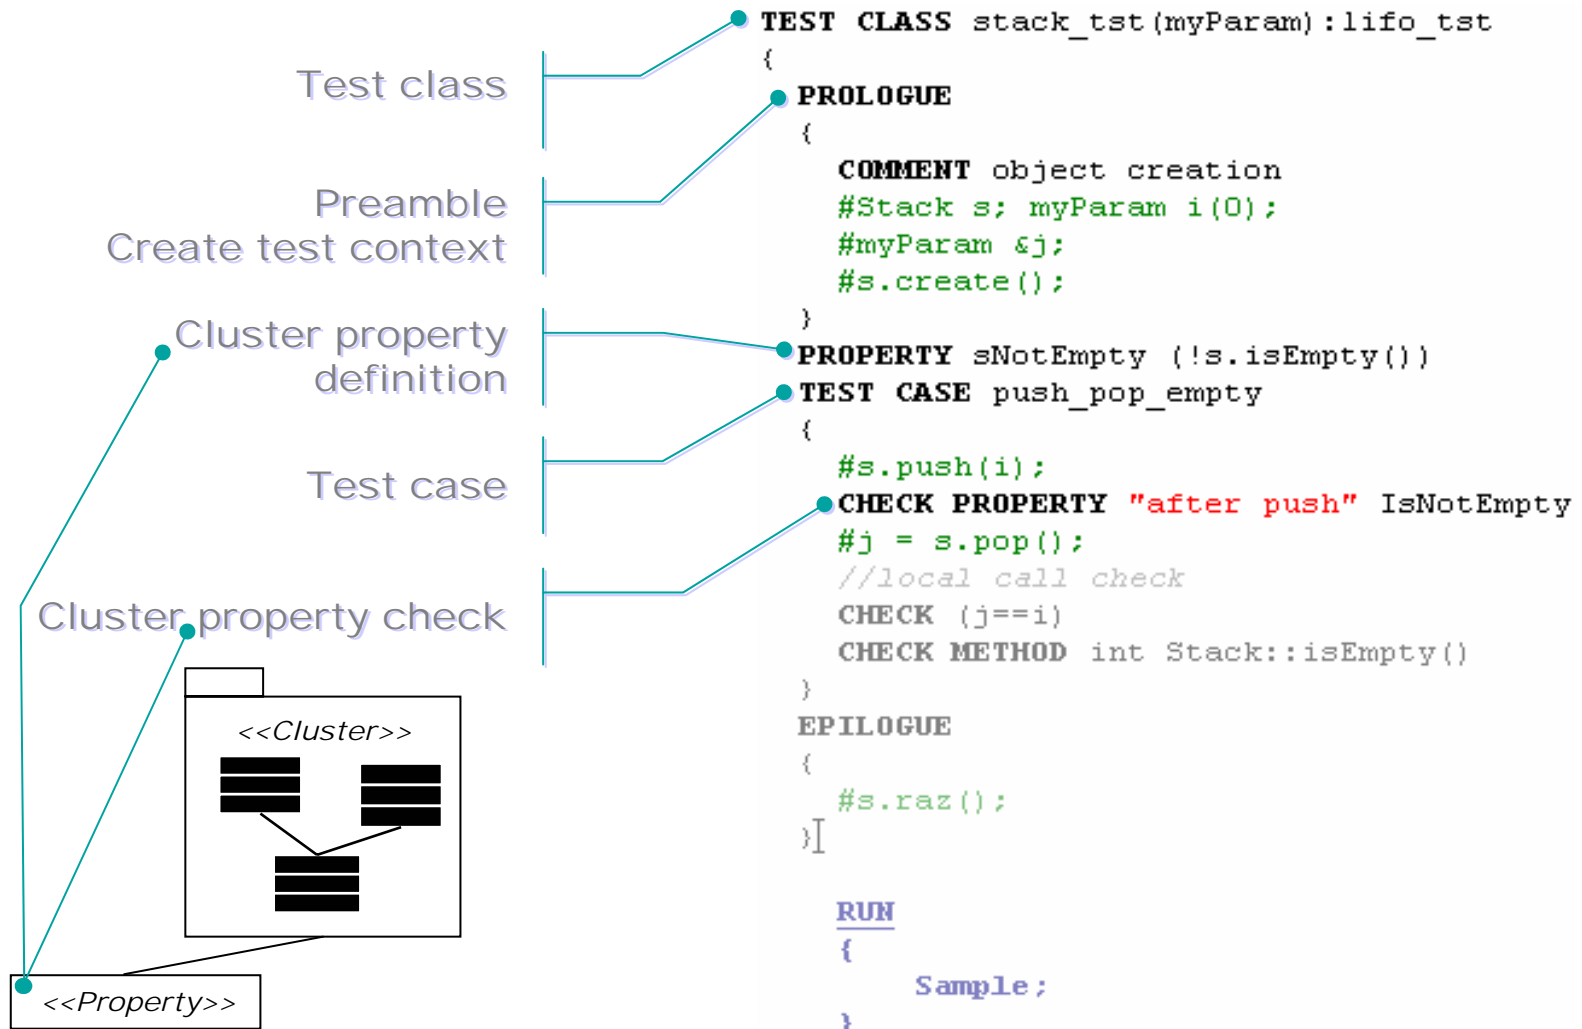 Test class
Preamble
Create test context
Cluster property
definition
Test case
Cluster property check
<<Cluster>>
<<Property>>
TEST CLASS stack_tst(myParam):lifo_tst
{
PROLOGUE
{
COMMENT object creation
#Stack s; myParam i(0);
#myParam &j;
#s.create();
}
PROPERTY sNotEmpty (!s.isEmpty())
TEST CASE push_pop_empty
{
#s.push(i);
CHECK PROPERTY "after push" IsNotEmpty
#j = s.pop();
//local call check
CHECK (j==i)
CHECK METHOD int Stack::isEmpty()
}
EPILOGUE
{
#s.raz();
}
RUN
{
Sample;
}